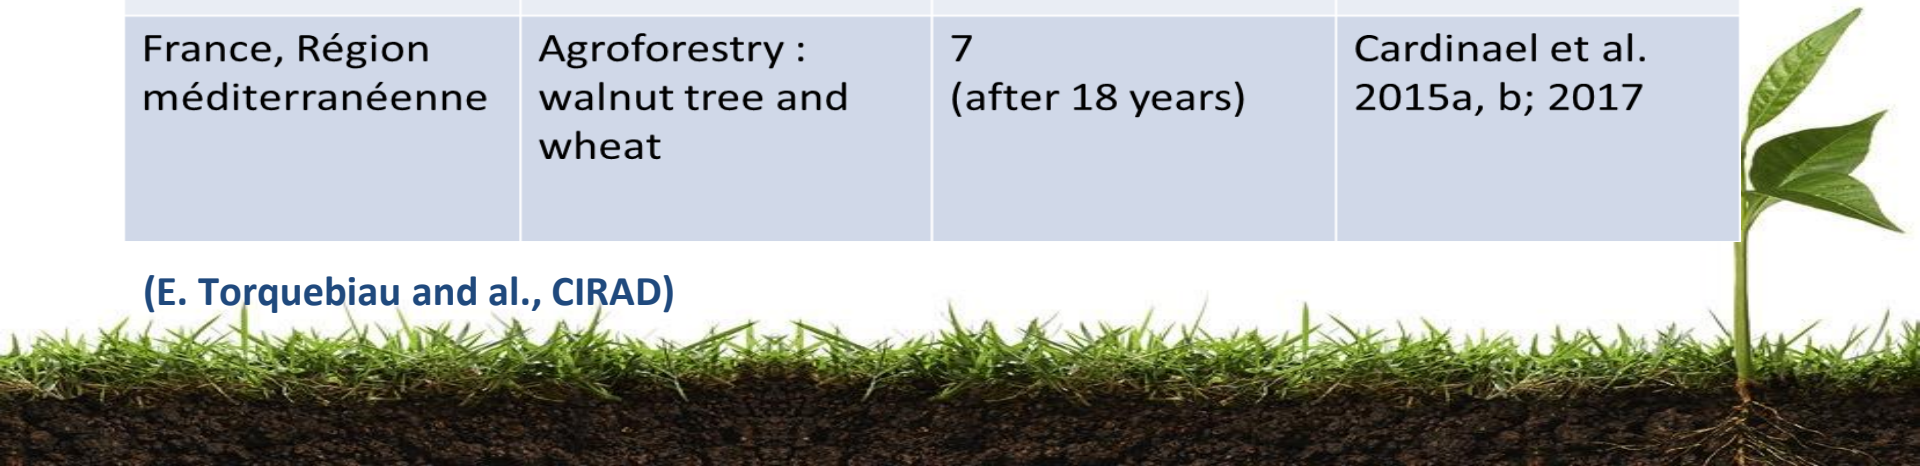 France, Région
méditerranéenne
Agroforestry :
walnut tree and
wheat
7
(after 18 years)
Cardinael et al.
2015a, b; 2017
(E. Torquebiau and al., CIRAD)